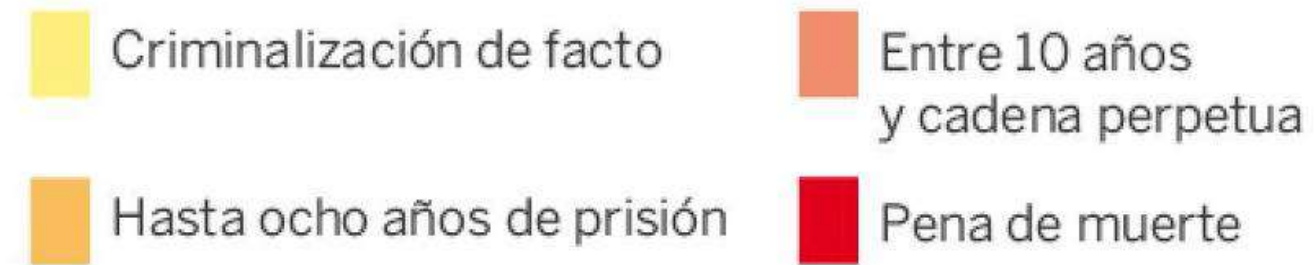 Criminalización de facto
Hasta ocho años de prisión
Entre 10 años
y cadena perpetua
Pena de muerte